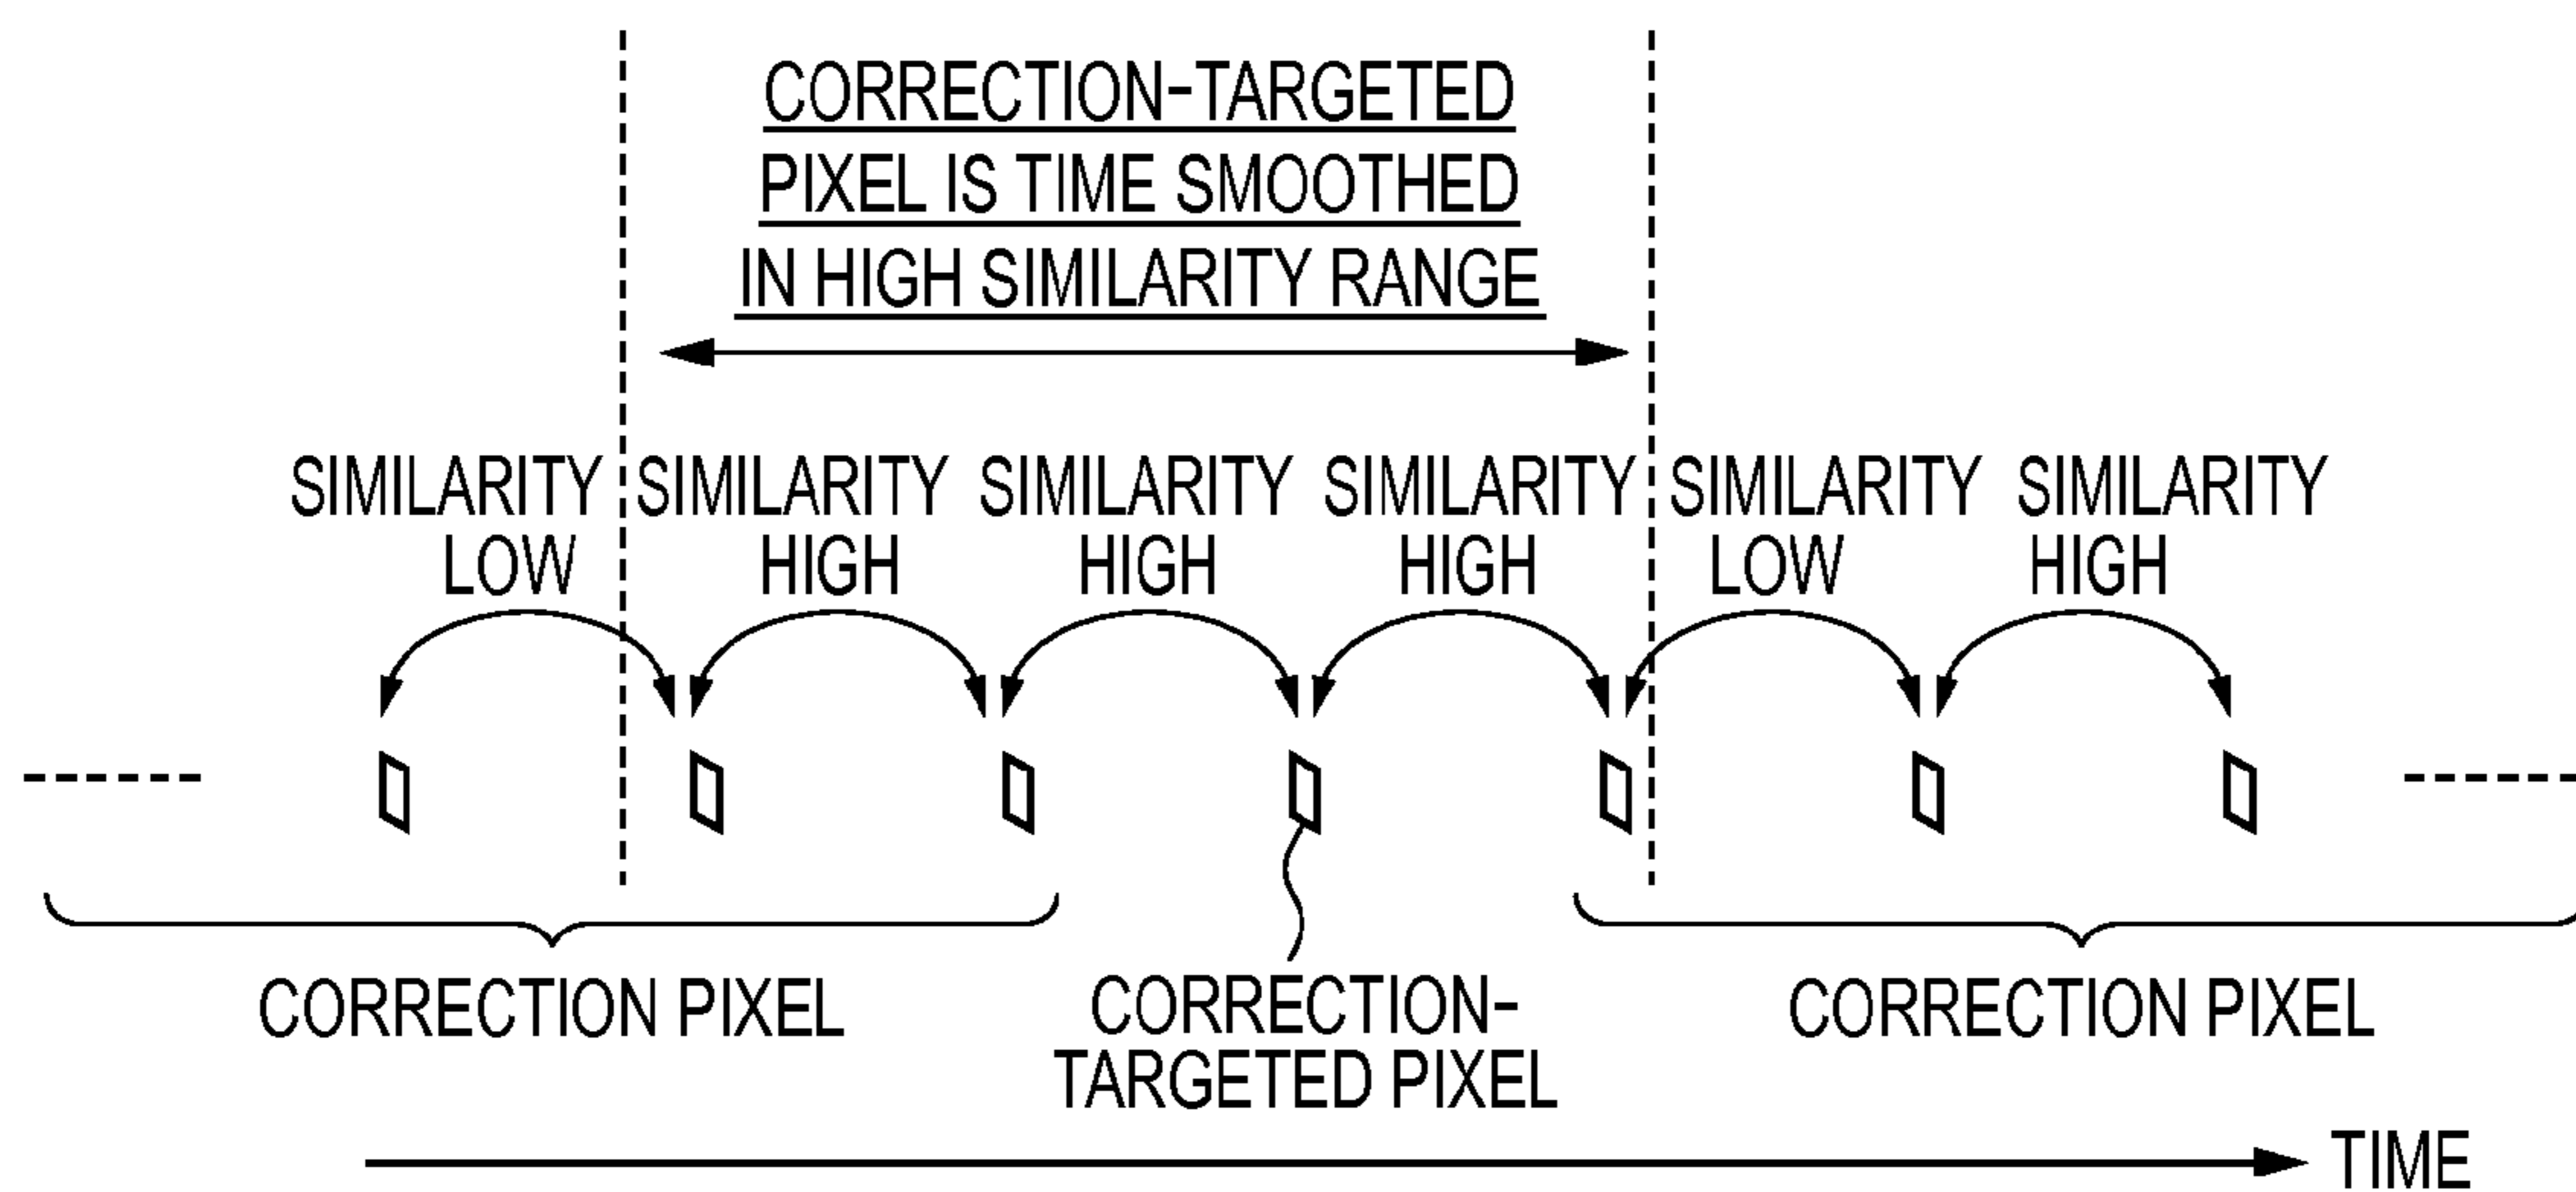 CORRECTION-TARGETED
PIXEL IS TIME SMOOTHED
IN HIGH SIMILARITY RANGE
SIMILARITY LOW
SIMILARITY HIGH
SIMILARITY HIGH
SIMILARITY HIGH
SIMILARITY LOW
SIMILARITY HIGH
CORRECTION PIXEL
CORRECTION-
TARGETED PIXEL
CORRECTION PIXEL
TIME